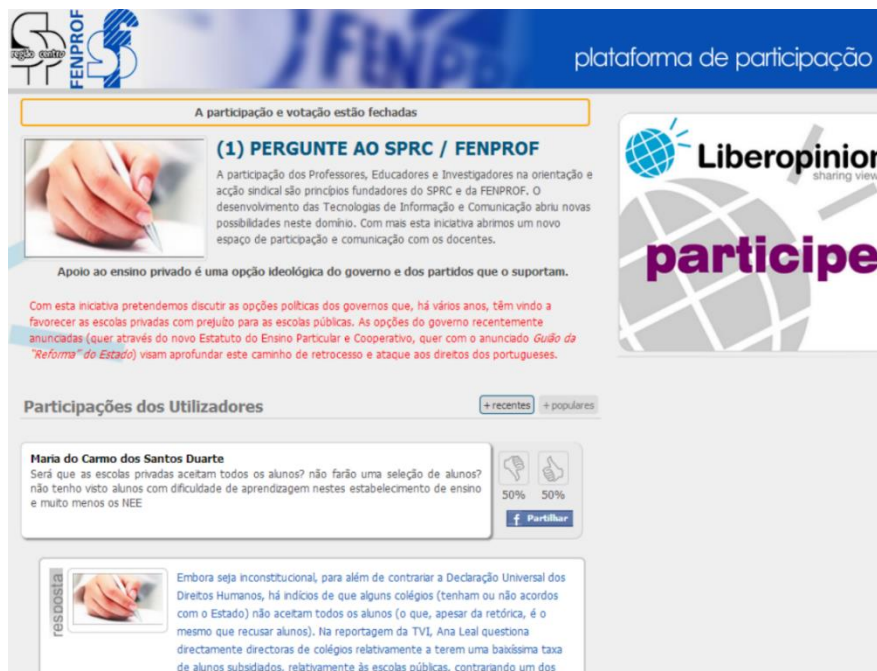 região centro
SPRC
FENPROF
FENPROF
plataforma de participação
A participação e votação estão fechadas
(1) PERGUNTE AO SPRC / FENPROF
A participação dos Professores, Educadores e Investigadores na orientação e
acção sindical são princípios fundadores do SPRC e da FENPROF. O
desenvolvimento das Tecnologias de Informação e Comunicação abriu novas
possibilidades neste domínio. Com mais esta iniciativa abrimos um novo
espaço de participação e comunicação com os docentes.
Apoio ao ensino privado é uma opção ideológica do governo e dos partidos que o suportam.
Com esta iniciativa pretendemos discutir as opções políticas dos governos que, há vários anos, têm vindo a
favorecer as escolas privadas com prejuízo para as escolas públicas. As opções do governo recentemente
anunciadas (quer através do novo Estatuto do Ensino Particular e Cooperativo, quer com o anunciado Guião da
"Reforma" do Estado) visam aprofundar este caminho de retrocesso e ataque aos direitos dos portugueses.
Liberopinion
sharing view
participe
Participações dos Utilizadores
+ recentes
+ populares
Maria do Carmo dos Santos Duarte
Será que as escolas privadas aceitam todos os alunos? não farão uma seleção de alunos?
não tenho visto alunos com dificuldade de aprendizagem nestes estabelecimento de ensino
e muito menos os NEE
50% 50%
f Partilhar
resposta
Embora seja inconstitucional, para além de contrariar a Declaração Universal dos
Direitos Humanos, há indícios de que alguns colégios (tenham ou não acordos
com o Estado) não aceitam todos os alunos (o que, apesar da retórica, é o
mesmo que recusar alunos). Na reportagem da TVI, Ana Leal questiona
directamente directoras de colégios relativamente a terem uma baixíssima taxa
de alunos subsidiados, relativamente às escolas públicas, contrariando um dos